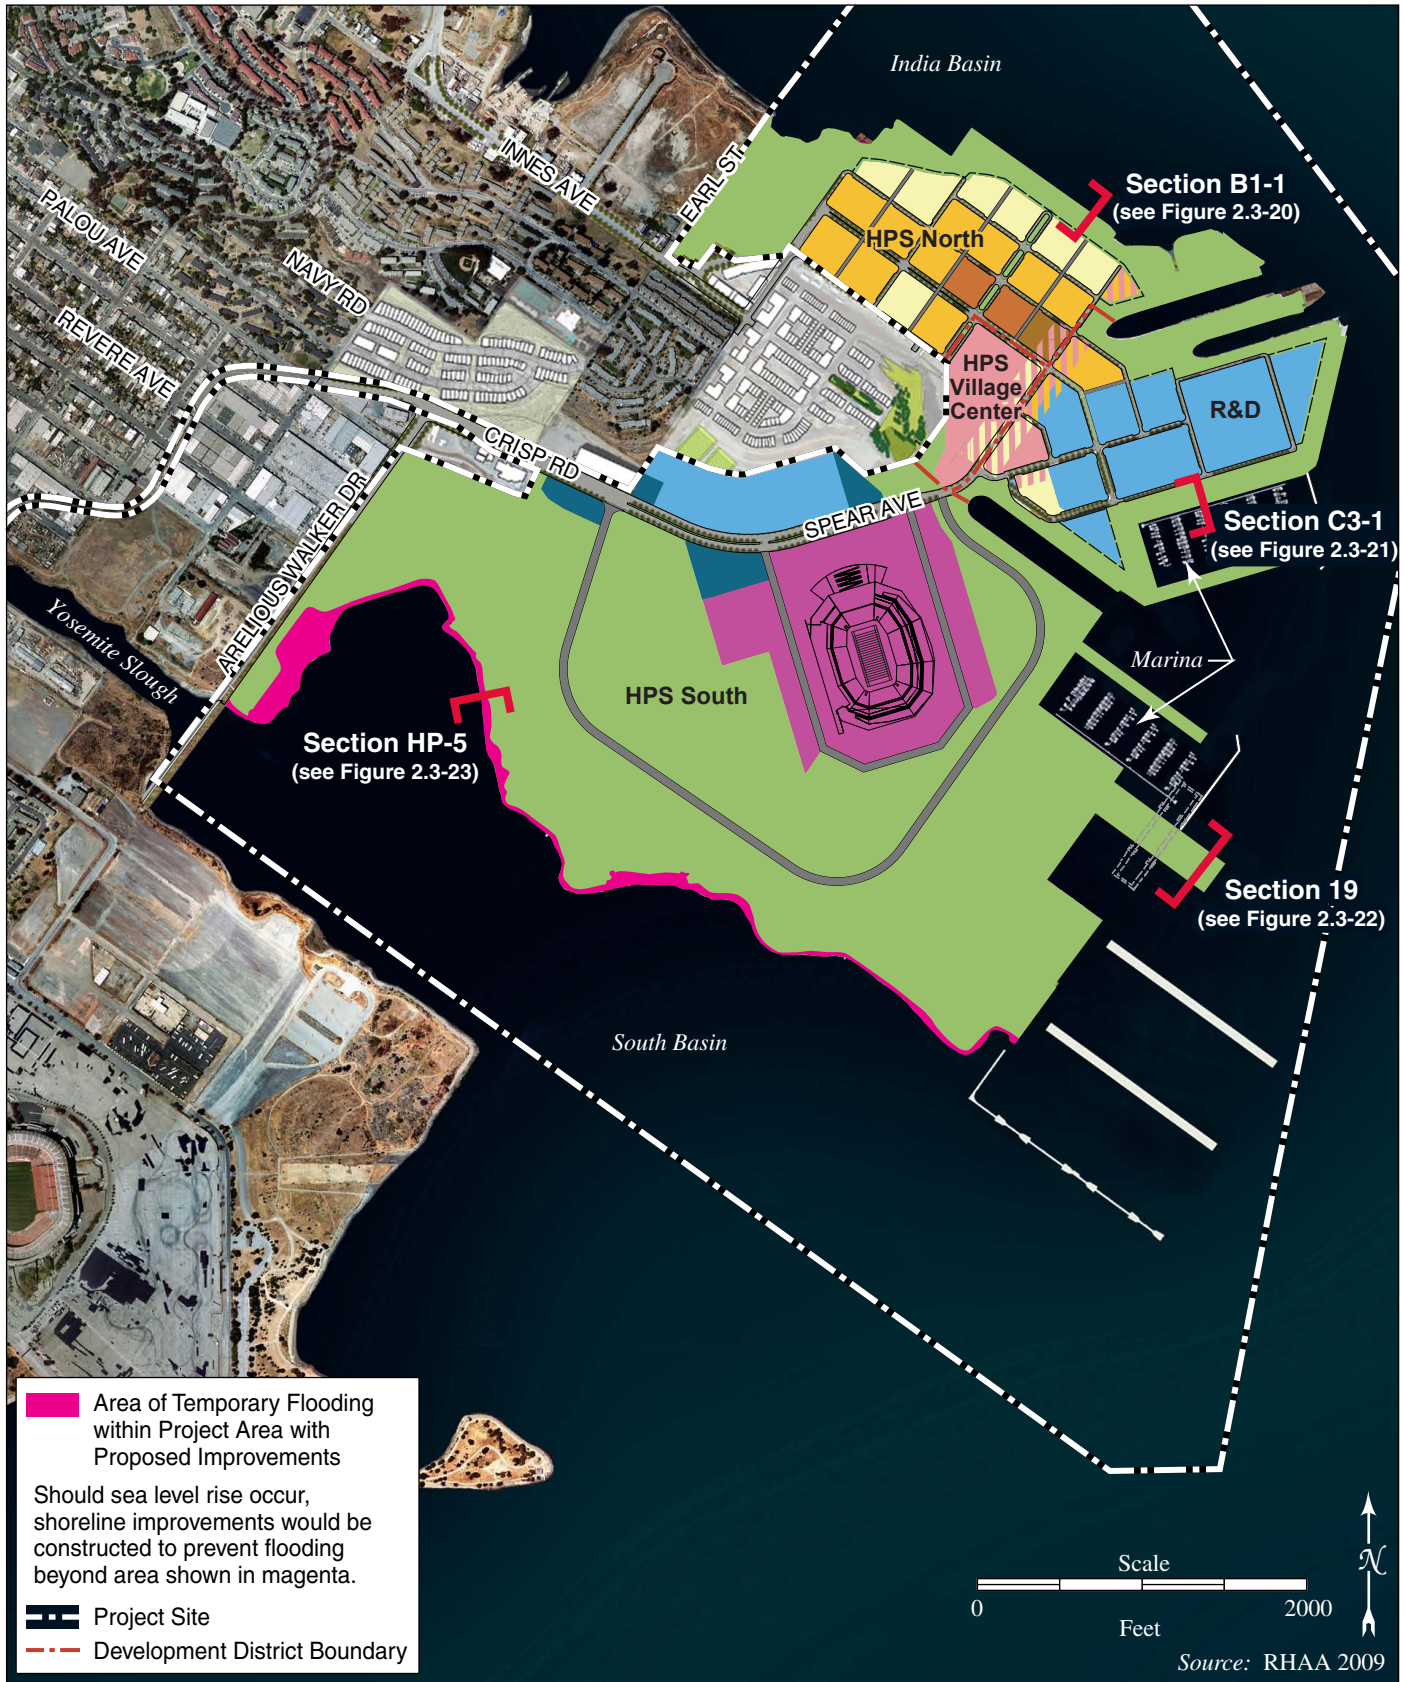 India Basin
INNES AVE
EARL ST
Section B1-1
(see Figure 2.3-20)
PALOU AVE
HPS North
NAVY RD
REVERE AVE
HPS
Village
Center
R&D
CRISP RD
SPEAR AVE
Section C3-1
(see Figure 2.3-21)
ARELIOUS WALKER DR
Yosemite Slough
Marina
HPS South
Section HP-5
(see Figure 2.3-23)
Section 19
(see Figure 2.3-22)
South Basin
Area of Temporary Flooding
within Project Area with
Proposed Improvements
Should sea level rise occur,
shoreline improvements would be
constructed to prevent flooding
beyond area shown in magenta.
Project Site
Development District Boundary
Scale
0 2000
Feet
N
Source: RHAA 2009